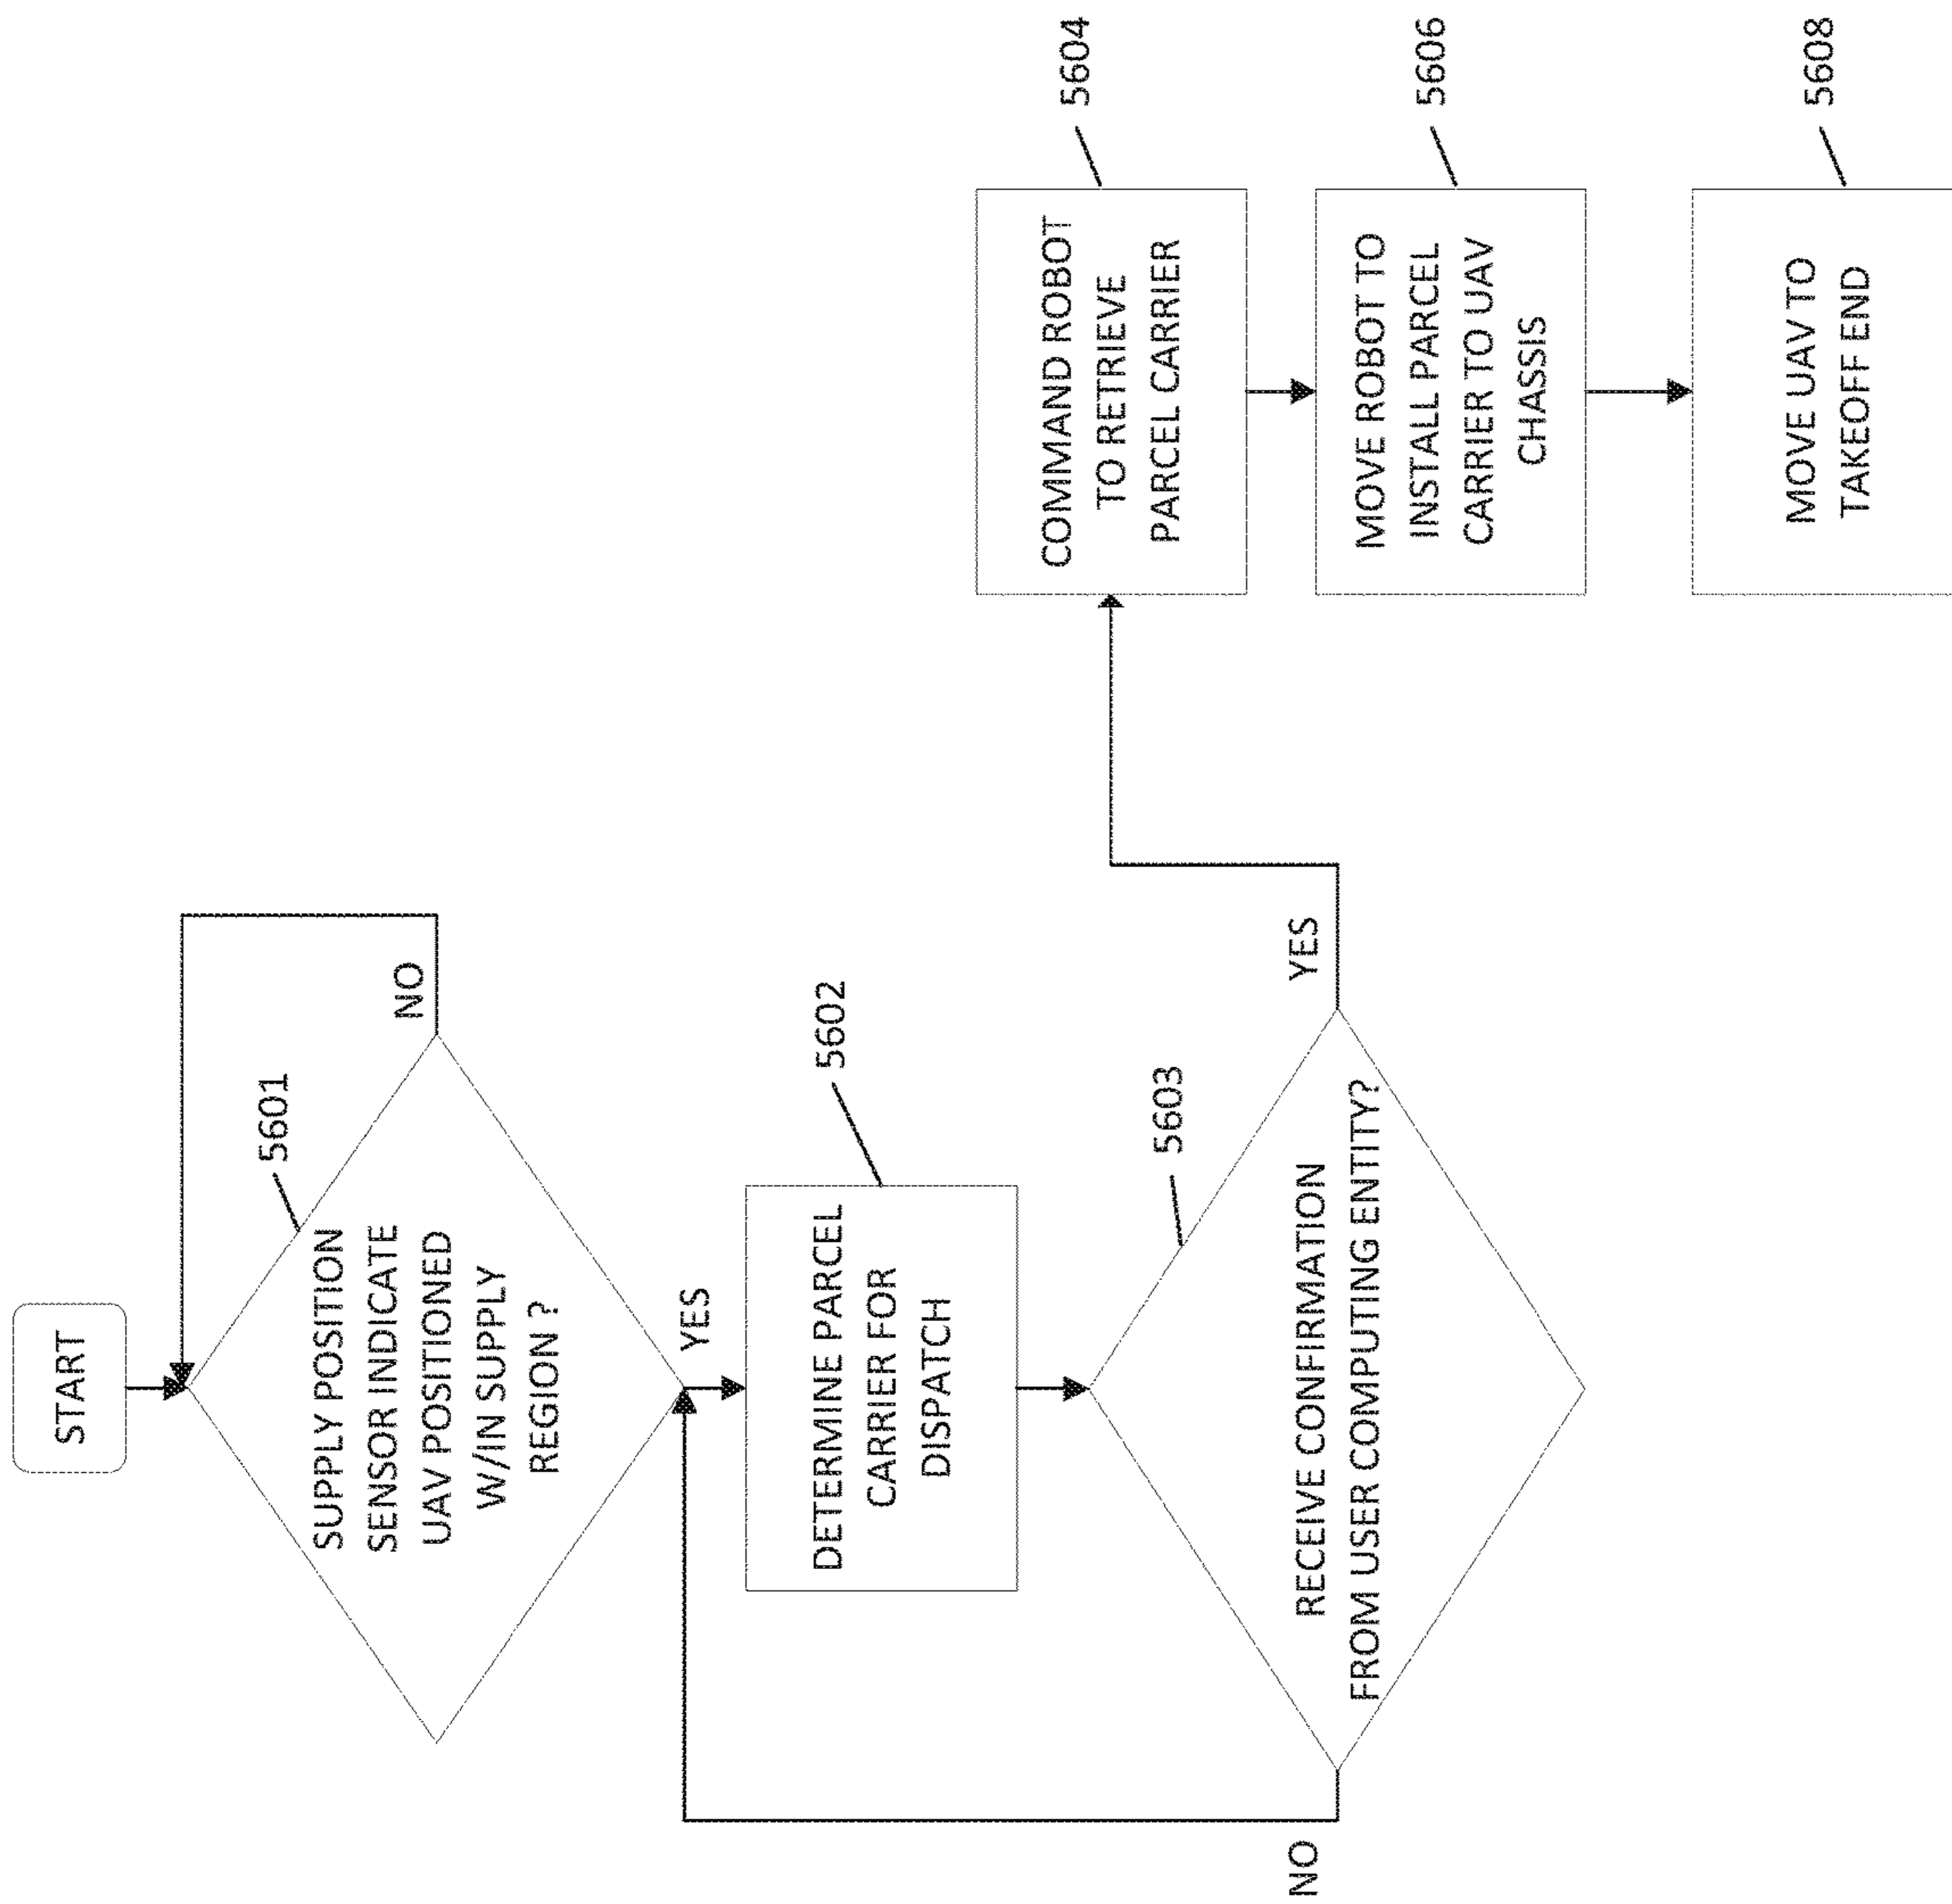 START
SUPPLY POSITION
SENSOR INDICATE
UAV POSITIONED
W/IN SUPPLY
REGION ?
5601
NO
YES
DETERMINE PARCEL
CARRIER FOR
DISPATCH
5602
RECEIVE CONFIRMATION
FROM USER COMPUTING ENTITY?
5603
NO
YES
COMMAND ROBOT
TO RETRIEVE
PARCEL CARRIER
5604
MOVE ROBOT TO
INSTALL PARCEL
CARRIER TO UAV
CHASSIS
5606
MOVE UAV TO
TAKEOFF END
5608